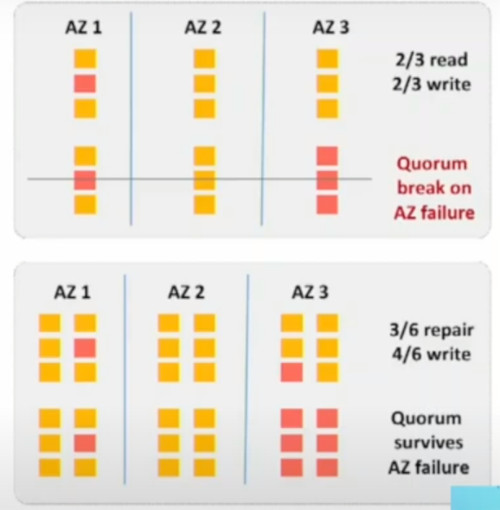 AZ 1 AZ 2 AZ 3
2/3 read
2/3 write
Quorum
break on
AZ failure
AZ 1 AZ 2 AZ 3
3/6 repair
4/6 write
Quorum
survives
AZ failure